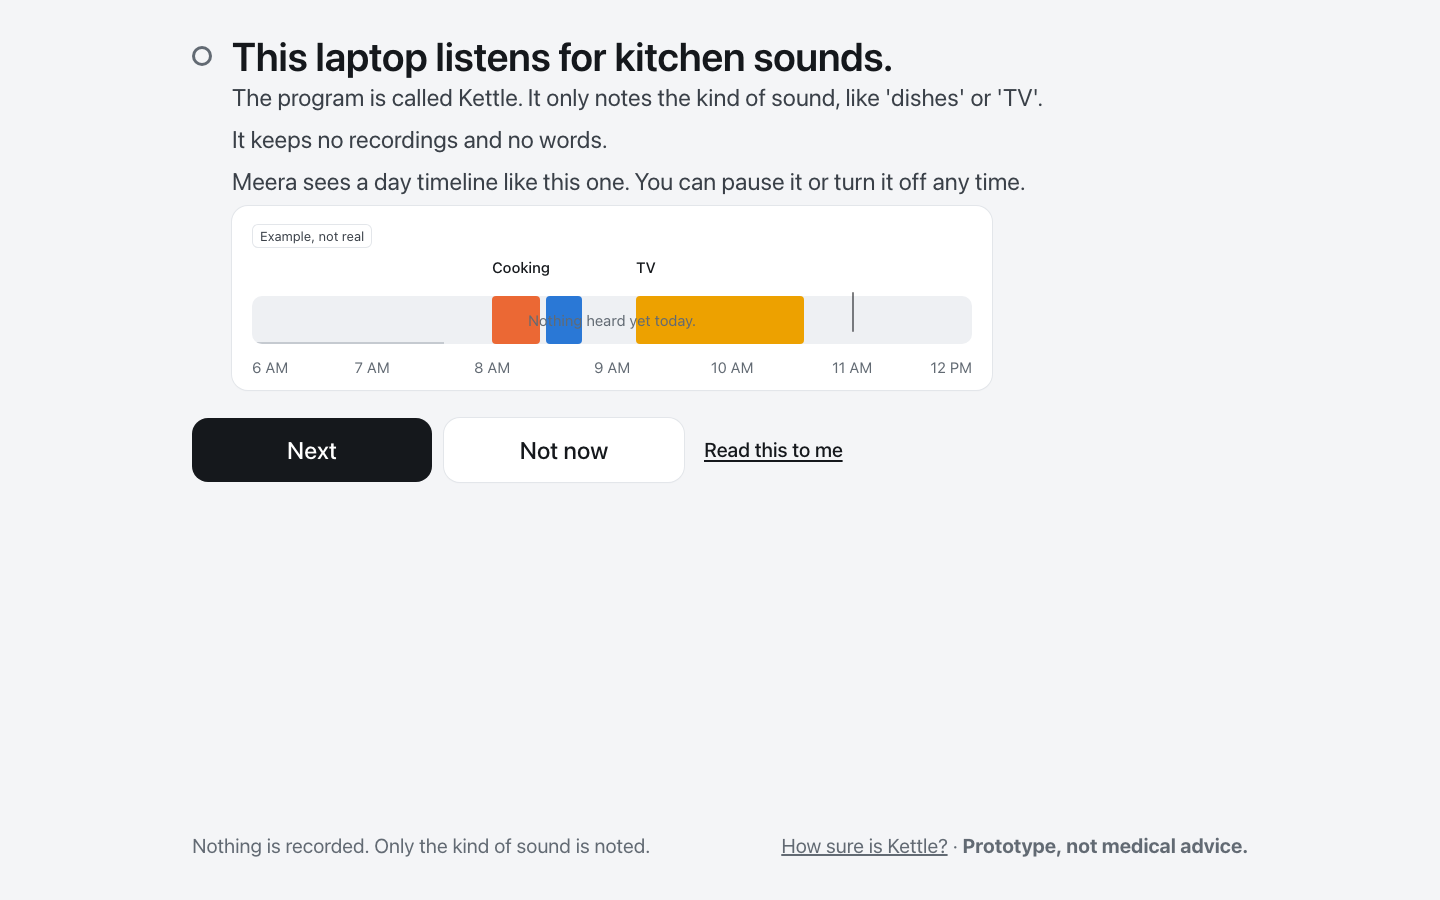 This laptop listens for kitchen sounds.
The program is called Kettle. It only notes the kind of sound, like 'dishes' or 'TV'.
It keeps no recordings and no words.
Meera sees a day timeline like this one. You can pause it or turn it off any time.
Example, not real
Cooking TV
Nothing heard yet today.
6 AM 7 AM 8 AM 9 AM 10 AM 11 AM 12 PM
Next Not now Read this to me
Nothing is recorded. Only the kind of sound is noted. How sure is Kettle? · Prototype, not medical advice.